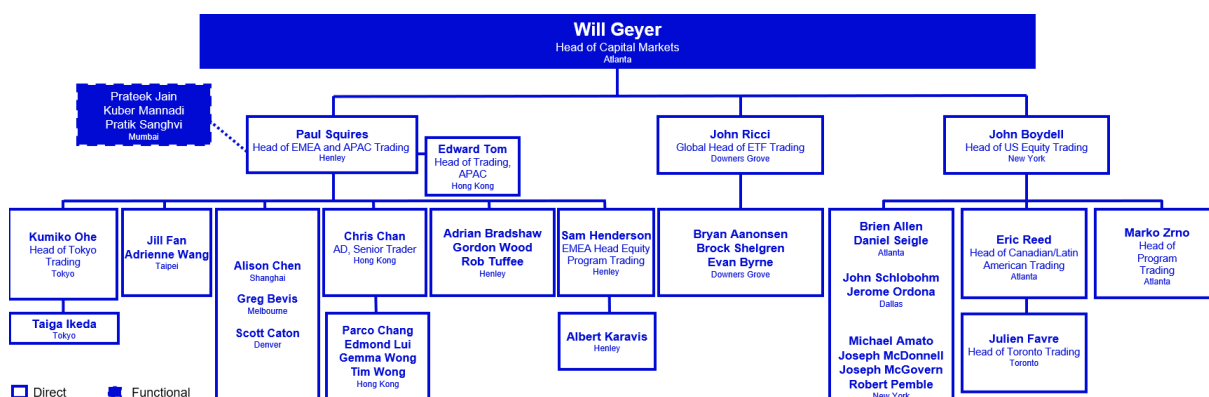 Will Geyer
Head of Capital Markets
Atlanta
Prateek Jain
Kuber Mannadi
Pratik Sanghvi
Mumbai
Paul Squires
Head of EMEA and APAC Trading
Henley
Edward Tom
Head of Trading,
APAC
Hong Kong
John Ricci
Global Head of ETF Trading
Downers Grove
John Boydell
Head of US Equity Trading
New York
Kumiko Ohe
Head of Tokyo
Trading
Tokyo
Taiga Ikeda
Tokyo
Jill Fan
Adrienne Wang
Taipei
Alison Chen
Shanghai
Greg Bevis
Melbourne
Scott Caton
Denver
Chris Chan
AD, Senior Trader
Hong Kong
Parco Chang
Edmond Lui
Gemma Wong
Tim Wong
Hong Kong
Adrian Bradshaw
Gordon Wood
Rob Tuffee
Henley
Sam Henderson
EMEA Head Equity
Program Trading
Henley
Albert Karavis
Henley
Bryan Aanonsen
Brock Shelgren
Evan Byrne
Downers Grove
Brien Allen
Daniel Seigle
Atlanta
John Schlobohm
Jerome Ordona
Dallas
Michael Amato
Joseph McDonnell
Joseph McGovern
Robert Pemble
New York
Eric Reed
Head of Canadian/Latin
American Trading
Atlanta
Julien Favre
Head of Toronto Trading
Toronto
Marko Zrno
Head of
Program
Trading
Atlanta
Direct
Functional